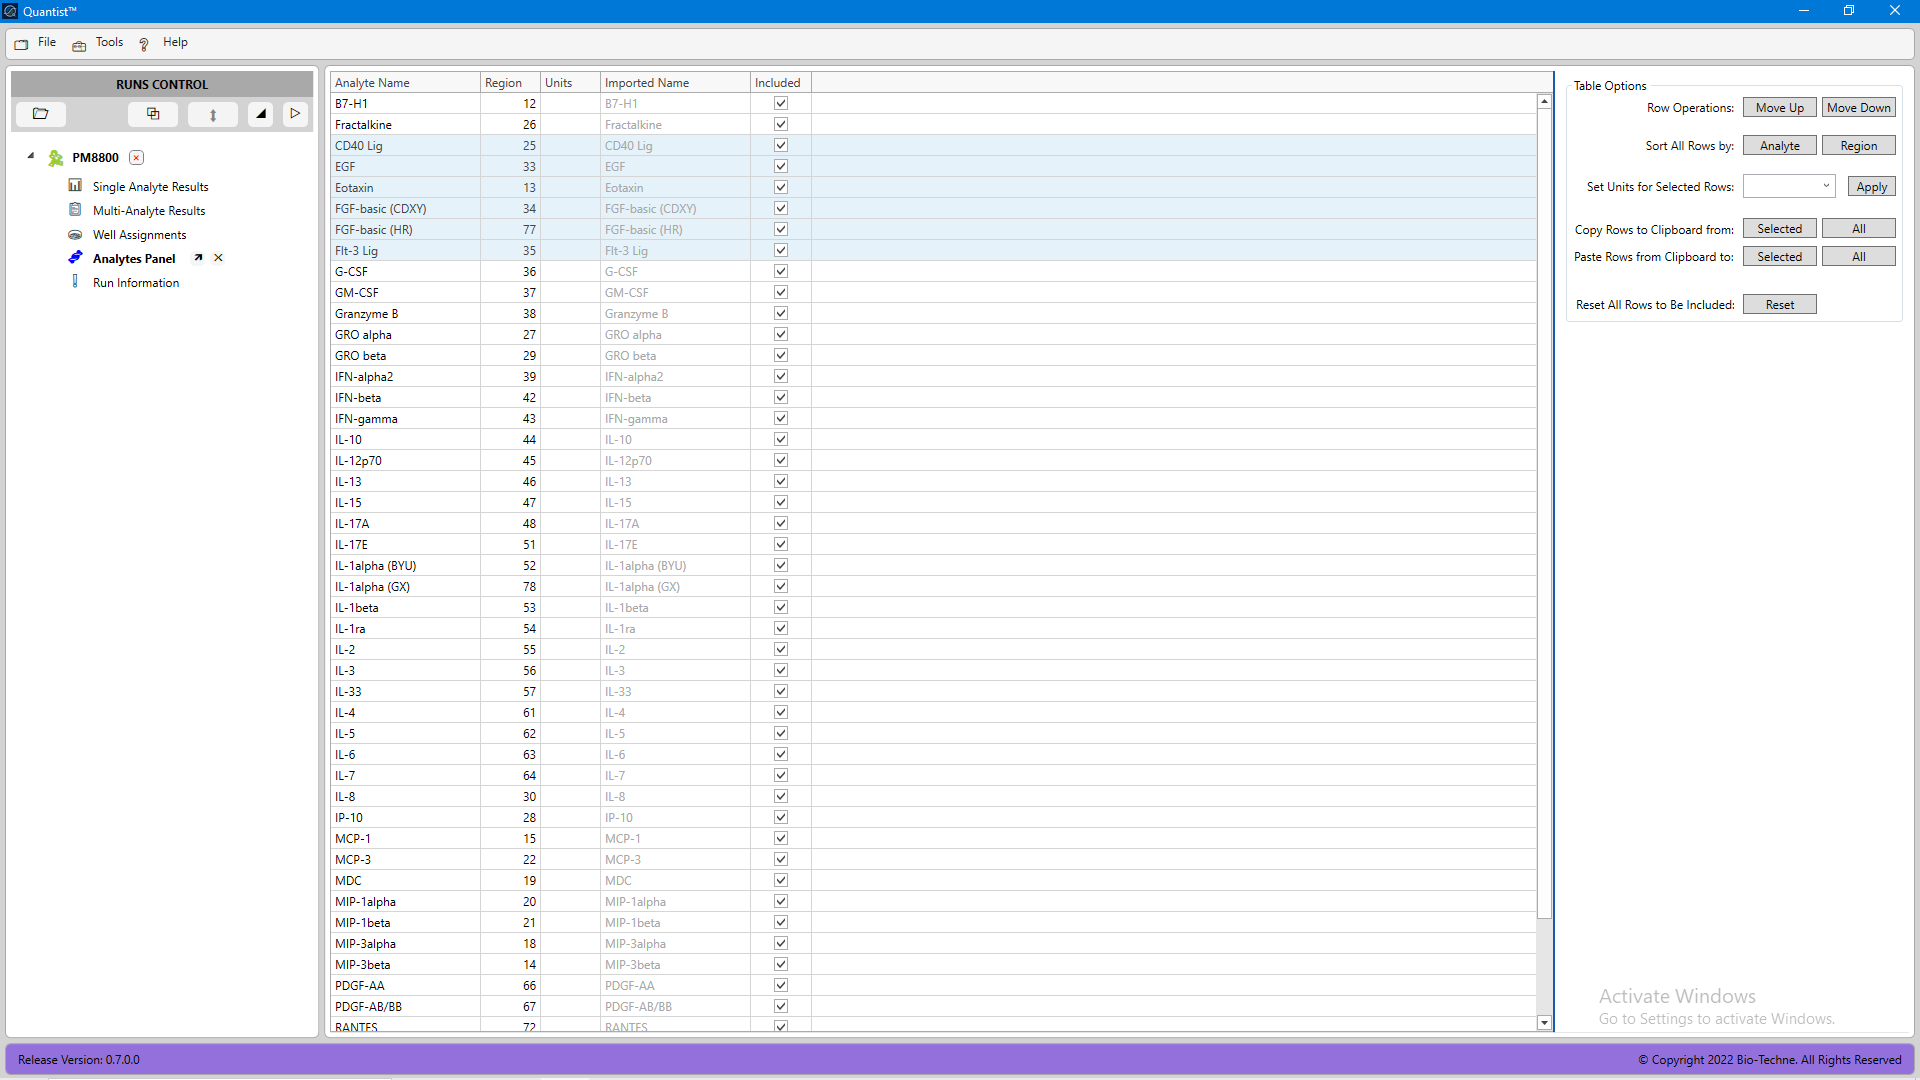 Quantist™
File Tools ? Help
RUNS CONTROL
PM8800
Single Analyte Results
Multi-Analyte Results
Well Assignments
Analytes Panel
Run Information
Analyte Name Region Units Imported Name Included
B7-H1 12 B7-H1
Fractalkine 26 Fractalkine
CD40 Lig 25 CD40 Lig
EGF 33 EGF
Eotaxin 13 Eotaxin
FGF-basic (CDXY) 34 FGF-basic (CDXY)
FGF-basic (HR) 77 FGF-basic (HR)
Flt-3 Lig 35 Flt-3 Lig
G-CSF 36 G-CSF
GM-CSF 37 GM-CSF
Granzyme B 38 Granzyme B
GRO alpha 27 GRO alpha
GRO beta 29 GRO beta
IFN-alpha2 39 IFN-alpha2
IFN-beta 42 IFN-beta
IFN-gamma 43 IFN-gamma
IL-10 44 IL-10
IL-12p70 45 IL-12p70
IL-13 46 IL-13
IL-15 47 IL-15
IL-17A 48 IL-17A
IL-17E 51 IL-17E
IL-1alpha (BYU) 52 IL-1alpha (BYU)
IL-1alpha (GX) 78 IL-1alpha (GX)
IL-1beta 53 IL-1beta
IL-1ra 54 IL-1ra
IL-2 55 IL-2
IL-3 56 IL-3
IL-33 57 IL-33
IL-4 61 IL-4
IL-5 62 IL-5
IL-6 63 IL-6
IL-7 64 IL-7
IL-8 30 IL-8
IP-10 28 IP-10
MCP-1 15 MCP-1
MCP-3 22 MCP-3
MDC 19 MDC
MIP-1alpha 20 MIP-1alpha
MIP-1beta 21 MIP-1beta
MIP-3alpha 18 MIP-3alpha
MIP-3beta 14 MIP-3beta
PDGF-AA 66 PDGF-AA
PDGF-AB/BB 67 PDGF-AB/BB
RANTES 72 RANTES
Table Options
Row Operations: Move Up Move Down
Sort All Rows by: Analyte Region
Set Units for Selected Rows: Apply
Copy Rows to Clipboard from: Selected All
Paste Rows from Clipboard to: Selected All
Reset All Rows to Be Included: Reset
Activate Windows
Go to Settings to activate Windows.
Release Version: 0.7.0.0
© Copyright 2022 Bio-Techne. All Rights Reserved